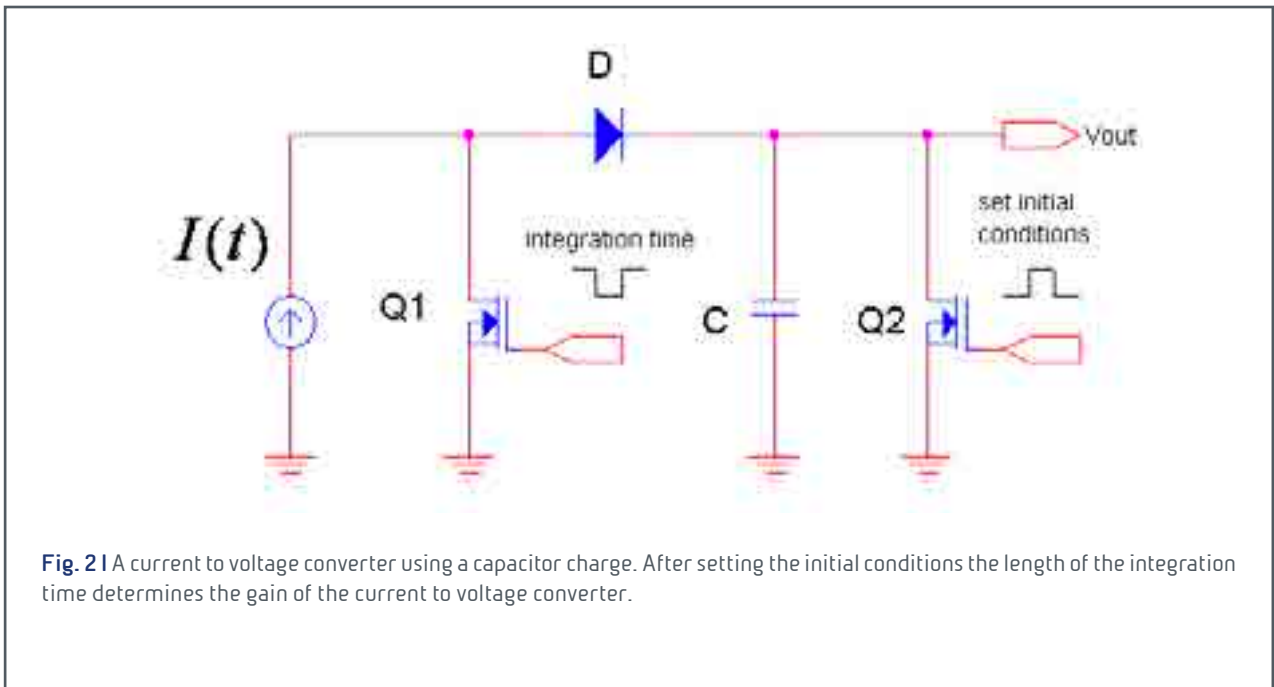 D
Vout
I(t)
integration time
set initial
conditions
Q1
C
Q2
Fig. 2 I A current to voltage converter using a capacitor charge. After setting the initial conditions the length of the integration
time determines the gain of the current to voltage converter.